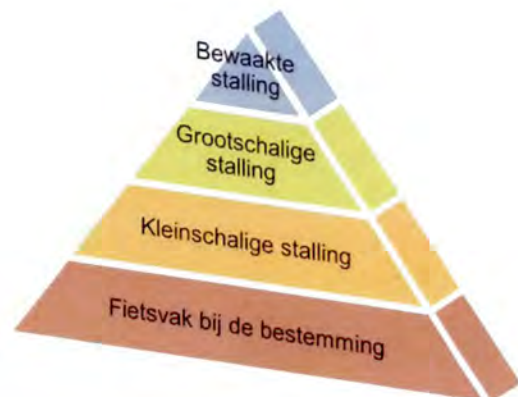 Bewaakte
stalling
Grootschalige
stalling
Kleinschalige stalling
Fietsvak bij de bestemming